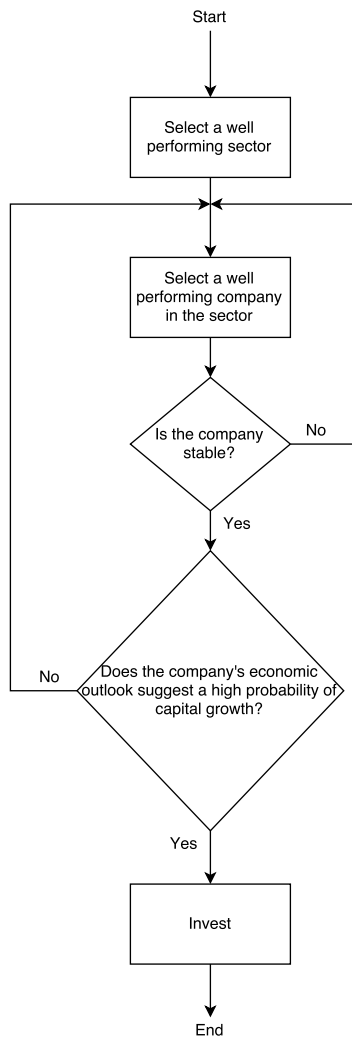 Start
Select a well
performing sector
Select a well
performing company
in the sector
Is the company
stable?
No
Yes
Does the company's economic
outlook suggest a high probability of
capital growth?
No
Yes
Invest
End